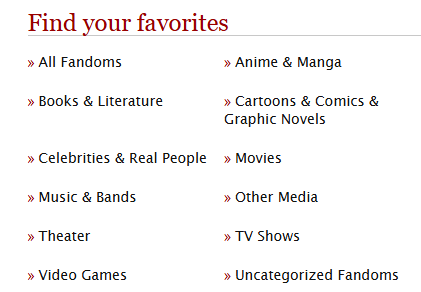 Find your favorites
» All Fandoms
» Anime & Manga
» Books & Literature
» Cartoons & Comics &
Graphic Novels
» Celebrities & Real People
» Movies
» Music & Bands
» Other Media
» Theater
» TV Shows
» Video Games
» Uncategorized Fandoms